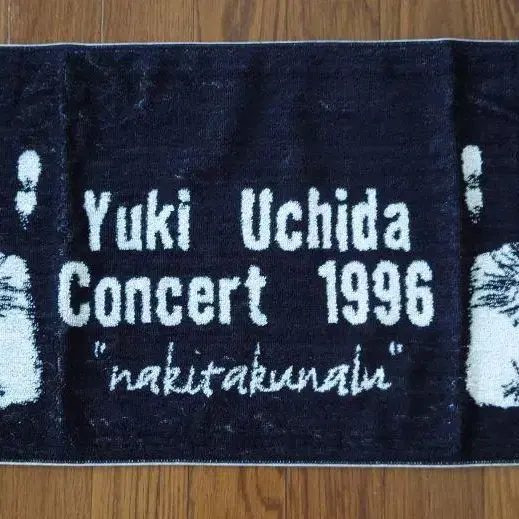 Yuki Uchida
Concert 1996
"nakitakunalu"